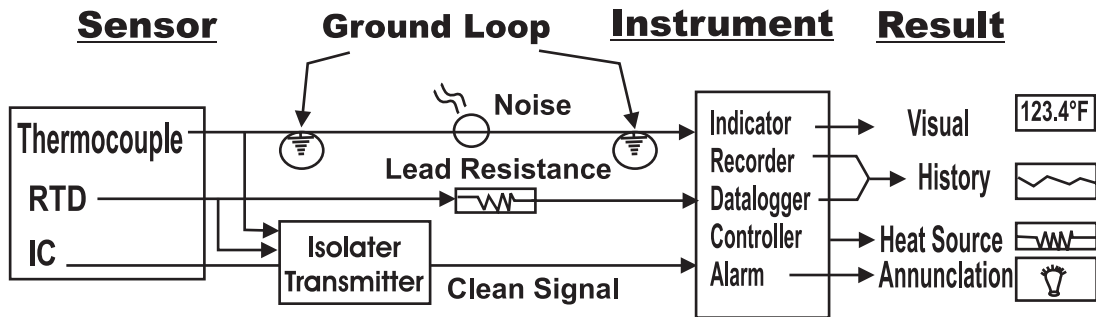 Sensor
Ground Loop
Instrument
Result
Noise
Thermocouple
Lead Resistance
RTD
IC
Isolater
Transmitter
Clean Signal
Indicator
Recorder
Datalogger
Controller
Alarm
Visual
History
Heat Source
Annunclation
123.4°F